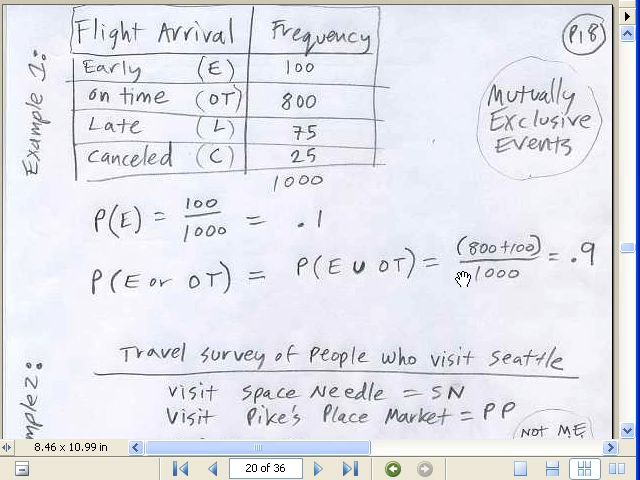 P18
Example 1:
Flight Arrival Frequency
Early (E) 100
on time (OT) 800
Late (L) 75
Canceled (C) 25
1000
Mutually
Exclusive
Events
P(E) = 100/1000 = .1
P(E or OT) = P(E ∪ OT) = (800+100)/1000 = .9
Travel survey of People who visit Seattle
mple2:
visit Space Needle = SN
Visit Pike's Place Market = PP
NOT ME
8.46 x 10.99 in
20 of 36